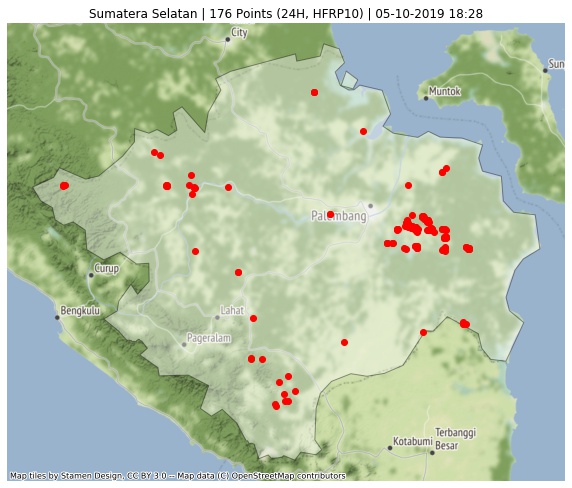 Sumatera Selatan | 176 Points (24H, HFRP10) | 05-10-2019 18:28
City
Sun
Muntok
Palembang
Curup
Bengkulu
Lahat
Pageralam
Kotabumi
Terbanggi
Besar
Map tiles by Stamen Design, CC BY 3.0 -- Map data (C) OpenStreetMap contributors